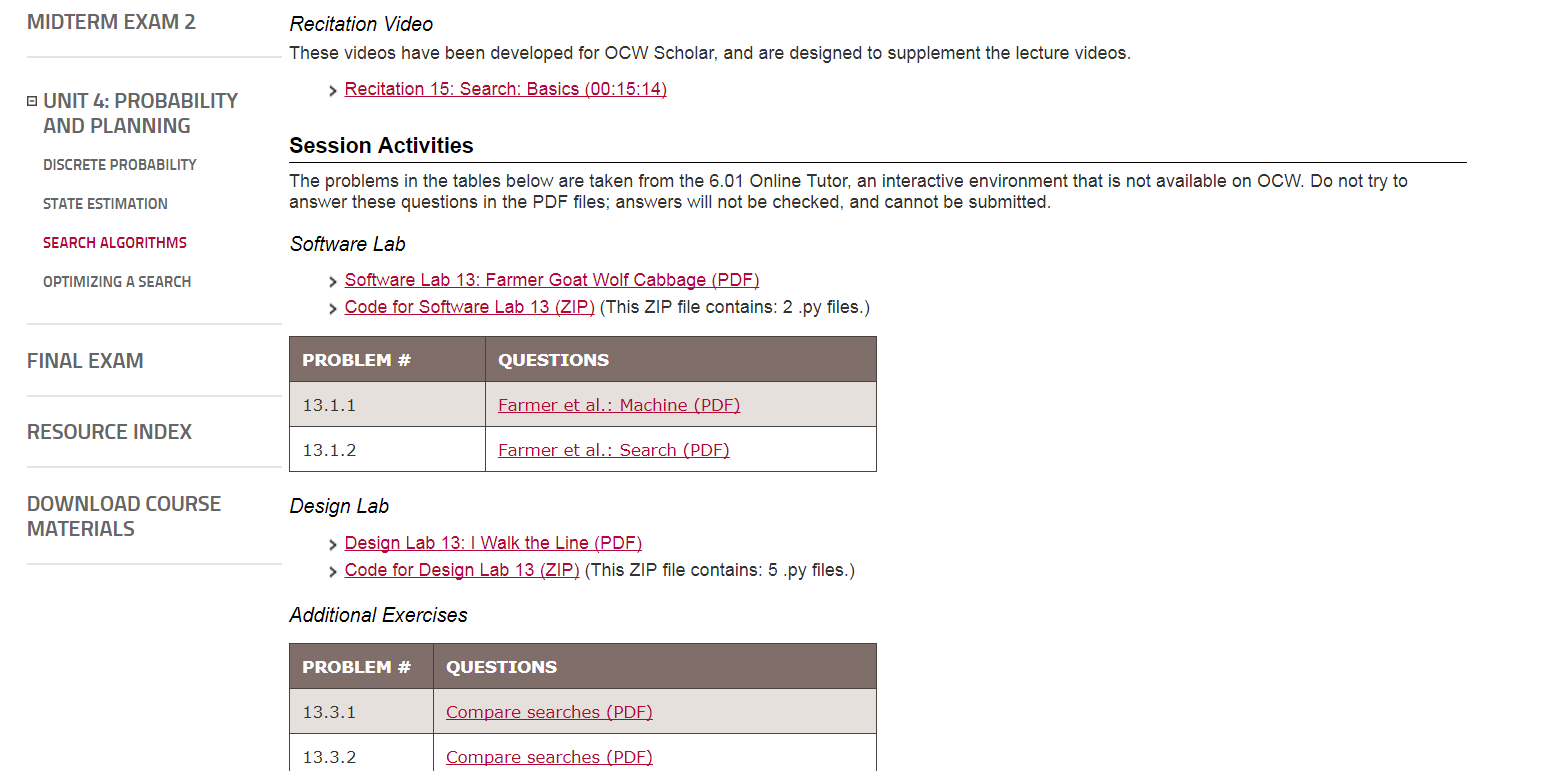 MIDTERM EXAM 2
UNIT 4: PROBABILITY
AND PLANNING
DISCRETE PROBABILITY
STATE ESTIMATION
SEARCH ALGORITHMS
OPTIMIZING A SEARCH
FINAL EXAM
RESOURCE INDEX
DOWNLOAD COURSE
MATERIALS
Recitation Video
These videos have been developed for OCW Scholar, and are designed to supplement the lecture videos.
Recitation 15: Search: Basics (00:15:14)
Session Activities
The problems in the tables below are taken from the 6.01 Online Tutor, an interactive environment that is not available on OCW. Do not try to
answer these questions in the PDF files; answers will not be checked, and cannot be submitted.
Software Lab
Software Lab 13: Farmer Goat Wolf Cabbage (PDF)
Code for Software Lab 13 (ZIP) (This ZIP file contains: 2 .py files.)
PROBLEM # QUESTIONS
13.1.1 Farmer et al.: Machine (PDF)
13.1.2 Farmer et al.: Search (PDF)
Design Lab
Design Lab 13: I Walk the Line (PDF)
Code for Design Lab 13 (ZIP) (This ZIP file contains: 5 .py files.)
Additional Exercises
PROBLEM # QUESTIONS
13.3.1 Compare searches (PDF)
13.3.2 Compare searches (PDF)